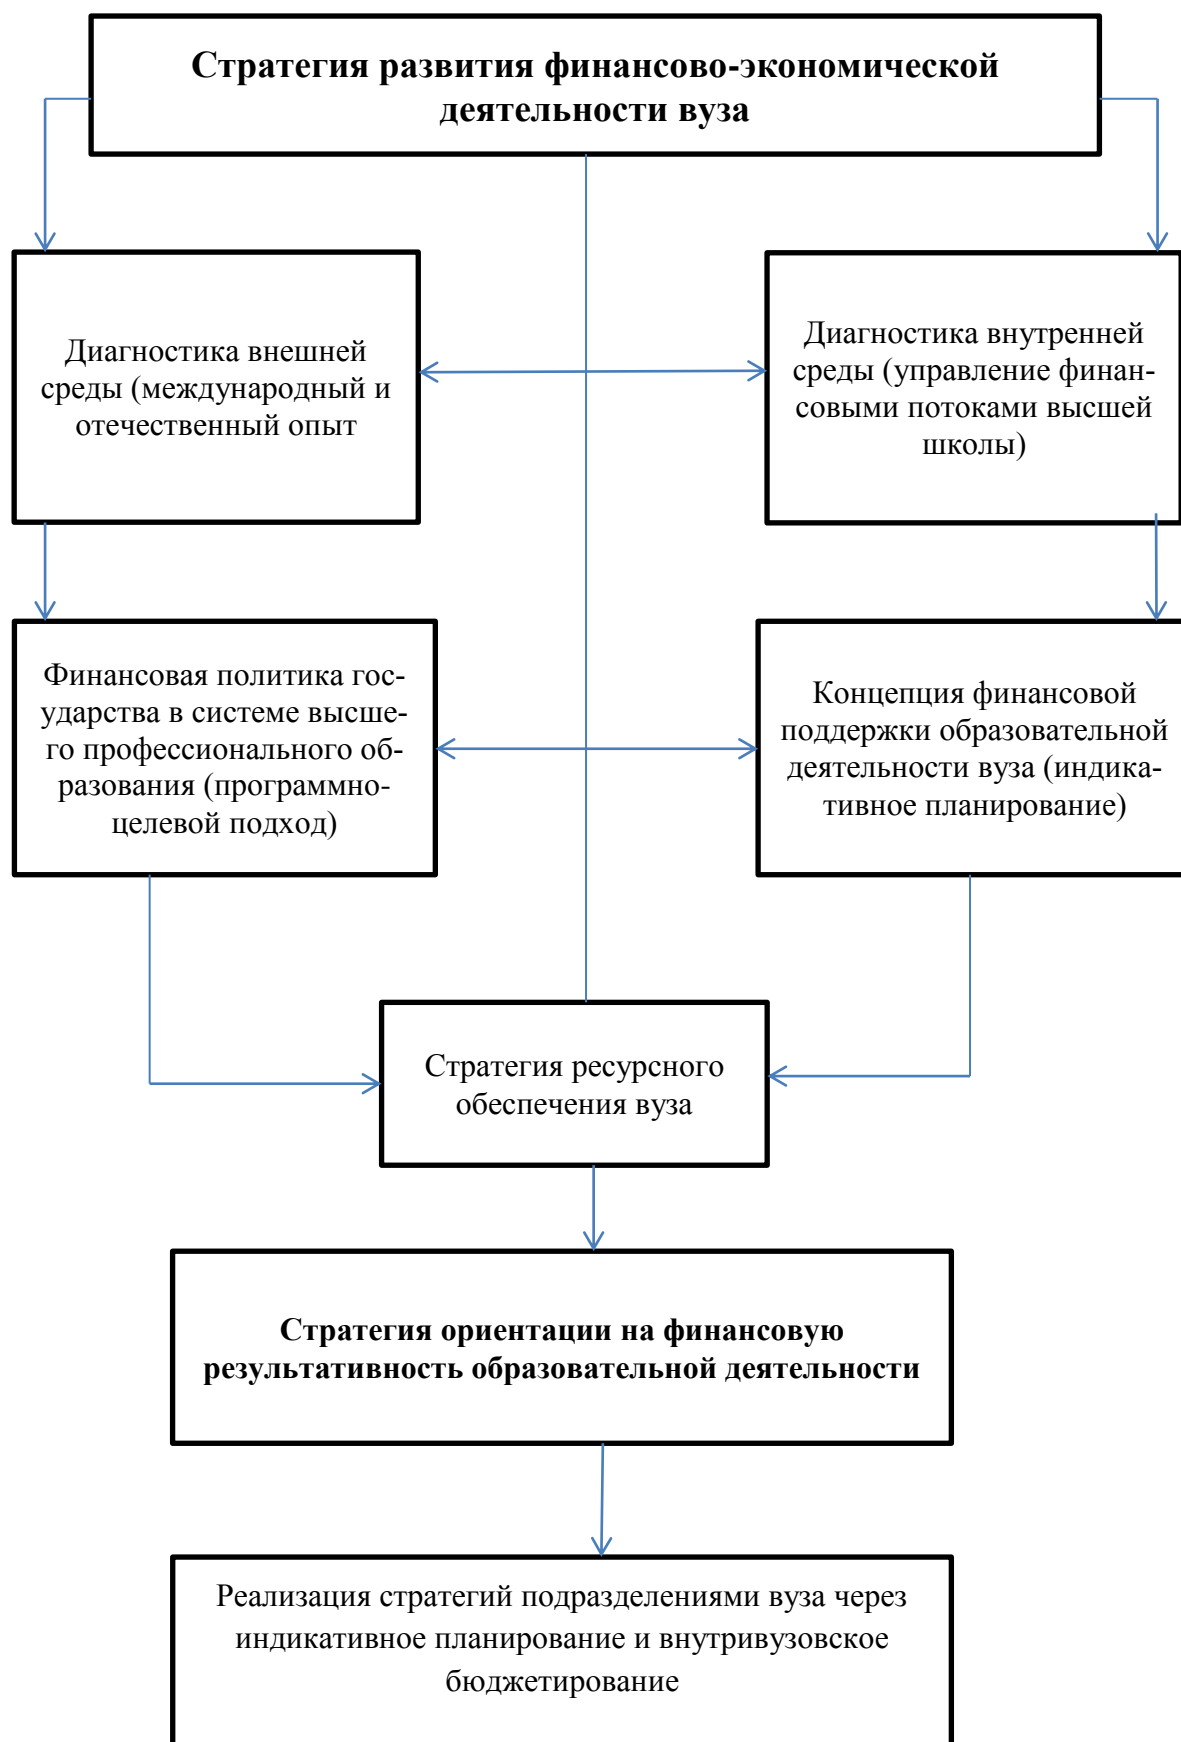 Стратегия развития финансово-экономической
деятельности вуза
Диагностика внешней
среды (международный и
отечественный опыт
Диагностика внутренней
среды (управление финан-
совыми потоками высшей
школы)
Финансовая политика гос-
ударства в системе высше-
го профессионального об-
разования (программно-
целевой подход)
Концепция финансовой
поддержки образовательной
деятельности вуза (индика-
тивное планирование)
Стратегия ресурсного
обеспечения вуза
Стратегия ориентации на финансовую
результативность образовательной деятельности
Реализация стратегий подразделениями вуза через
индикативное планирование и внутривузовское
бюджетирование